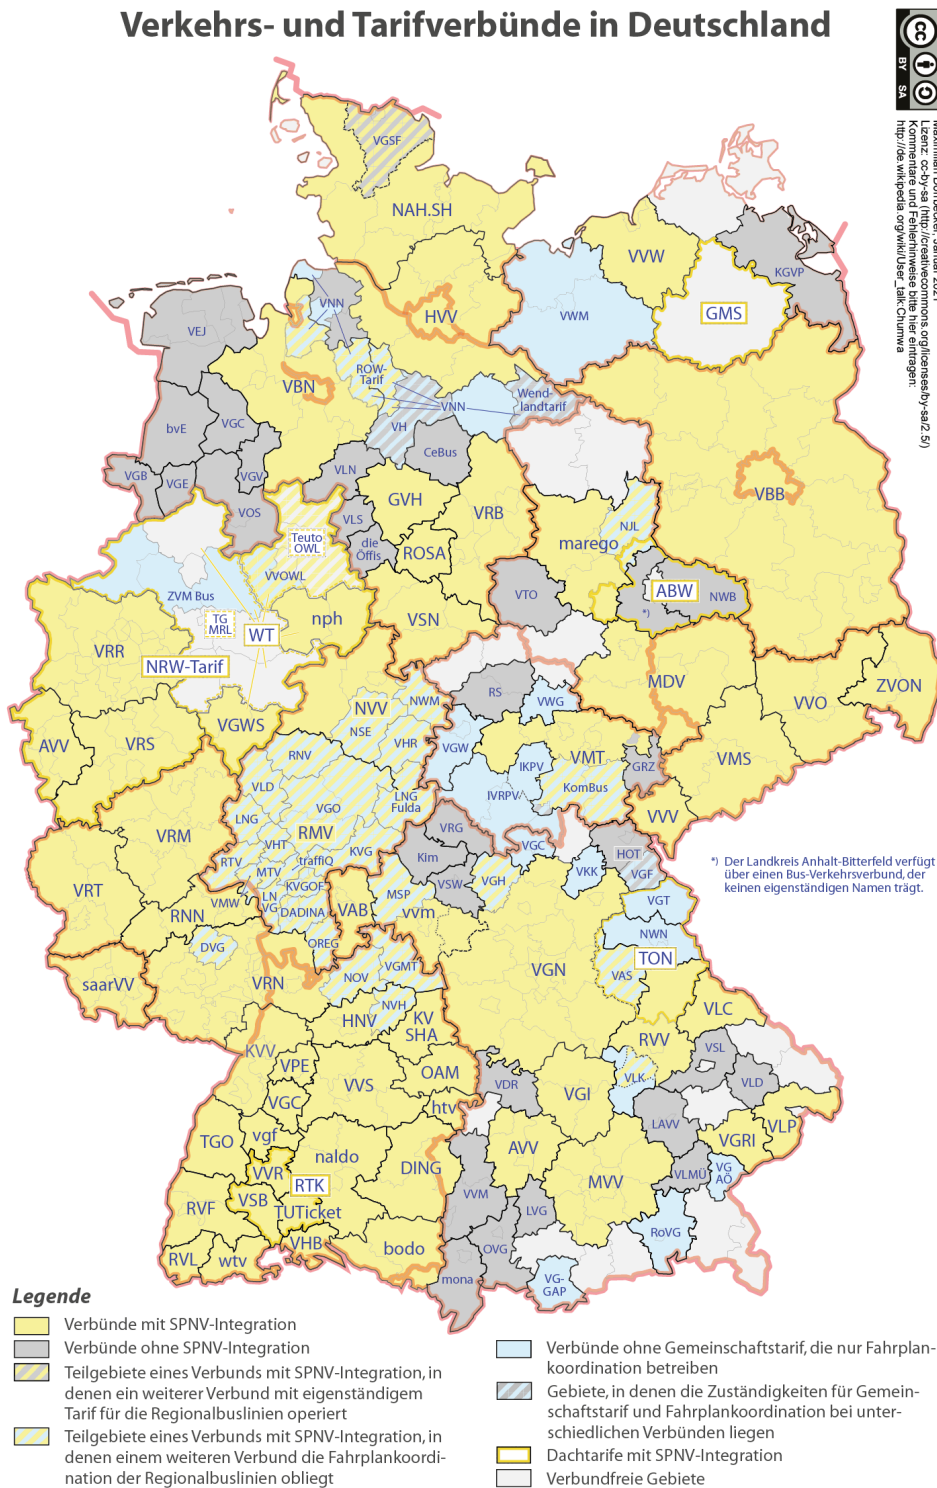 Verkehrs- und Tarifverbünde in Deutschland
BY SA
Lizenz: cc-by-sa (http://creativecommons.org/licenses/by-sa/2.5/)
Kommentare und Fehlerhinweise bitte hier eintragen:
http://de.wikipedia.org/wiki/User_talk:Chumwa
VGSF
NAH.SH
VVW
KGVP
VNN
HVV
VWM
GMS
VEJ
ROW-
Tarif
VBN
VNN
Wend-
landtarif
bvE
VGC
VH
CeBus
VGB
VGE
VGV
VLN
GVH
VRB
VBB
VOS
VLS
NJL
Teuto
OWL
die
Öffis
ROSA
marego
VVOWL
ZVM Bus
VTO
ABW
NWB
*)
TG
MRL
WT
nph
VSN
VRR
NRW-Tarif
MDV
ZVON
RS
VWG
VVO
NWM
NVV
VGWS
NSE
AVV
VRS
VHR
VGW
VMT
VMS
RNV
IKPV
GRZ
VLD
IVRPV
KomBus
LNG
Fulda
VGO
LNG
VVV
RMV
VRM
VRG
VHT
traffiQ
KVG
VGC
HOT
RTV
MTV
Kim
VKK
VGF
VRT
KVGOF
VSW
VGH
MSP
LN
VG
VMW
VGT
RNN
DADINA
VAB
vvm
NWN
DVG
OREG
TON
VGMT
VGN
VAS
NOV
saarVV
VRN
NVH
VLC
HNV
KV
SHA
RVV
KVV
VSL
VPE
OAM
VLK
VVS
VDR
VLD
VGI
VGC
htv
LAVV
vgf
TGO
AVV
VGRI
VLP
naldo
DING
VVR
VLMÜ
VG
AÖ
RTK
MVV
VSB
VVM
RVF
TUTicket
LVG
RoVG
VHB
OVG
bodo
RVL
wtv
mona
VG-
GAP
*) Der Landkreis Anhalt-Bitterfeld verfügt
über einen Bus-Verkehrsverbund, der
keinen eigenständigen Namen trägt.
Legende
Verbünde mit SPNV-Integration
Verbünde ohne SPNV-Integration
Teilgebiete eines Verbunds mit SPNV-Integration, in
denen ein weiterer Verbund mit eigenständigem
Tarif für die Regionalbuslinien operiert
Teilgebiete eines Verbunds mit SPNV-Integration, in
denen einem weiteren Verbund die Fahrplankoordi-
nation der Regionalbuslinien obliegt
Verbünde ohne Gemeinschaftstarif, die nur Fahrplan-
koordination betreiben
Gebiete, in denen die Zuständigkeiten für Gemein-
schaftstarif und Fahrplankoordination bei unter-
schiedlichen Verbünden liegen
Dachtarife mit SPNV-Integration
Verbundfreie Gebiete